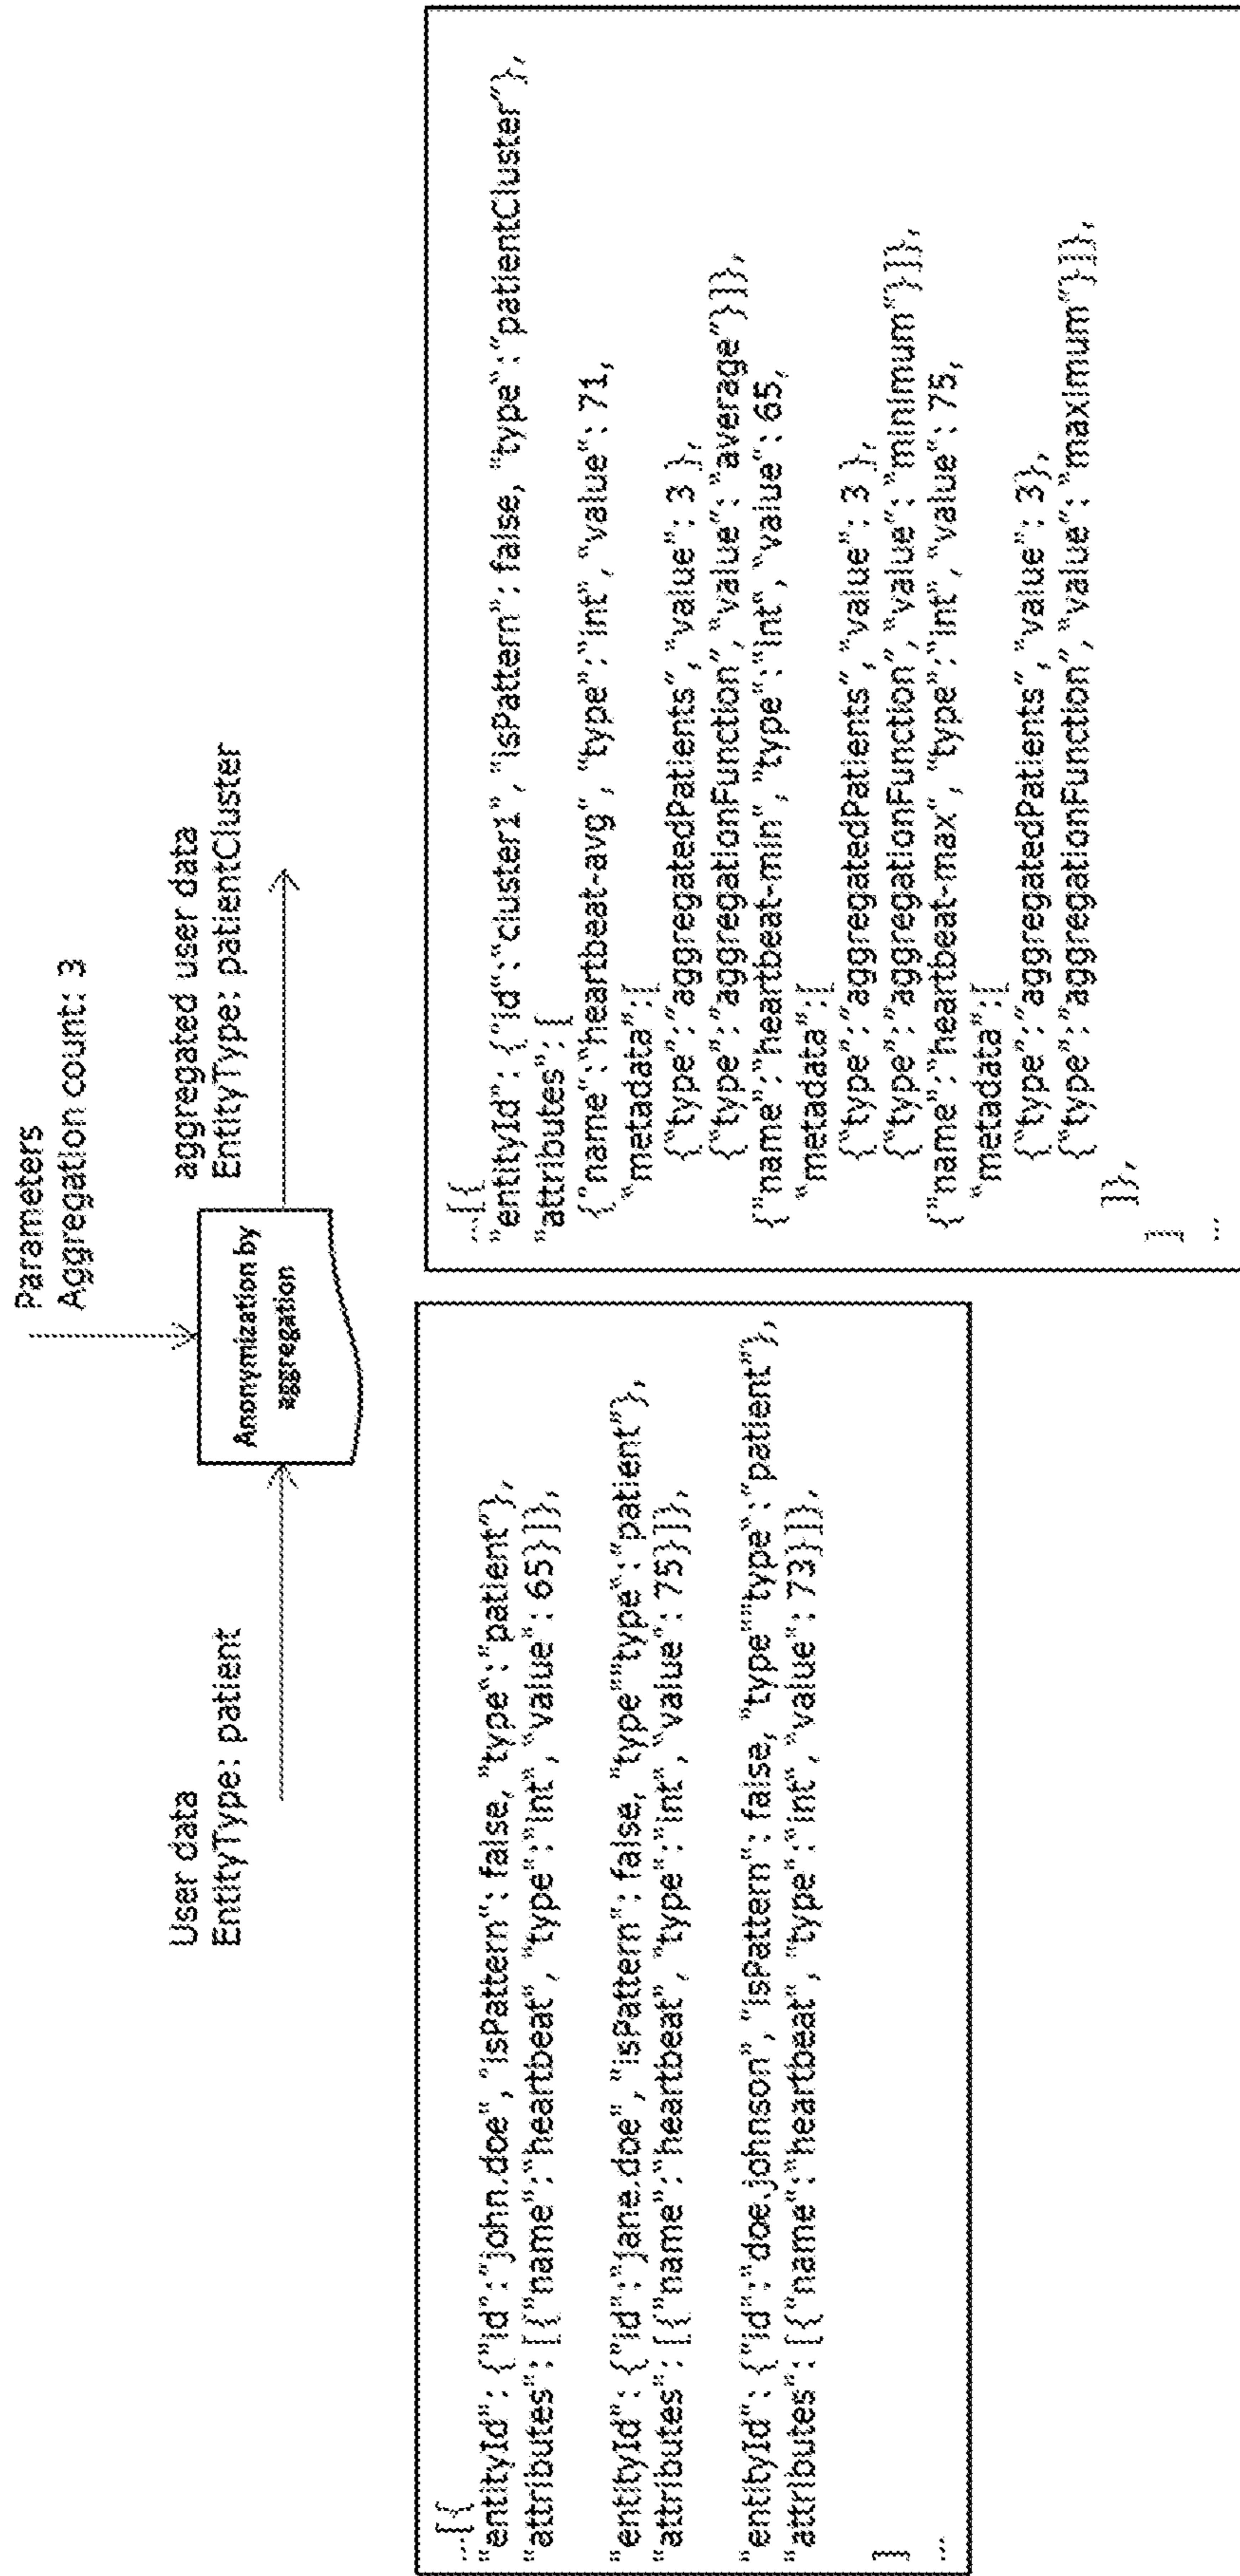 Parameters
Aggregation count: 3
User data
EntityType: patient
Anonymization by
aggregation
aggregated user data
EntityType: patientCluster
...[{
"entityId": {"id":"john.doe", "isPattern": false, "type":"patient"},
"attributes": [{"name":"heartbeat", "type":"int", "value": 65}]},
"entityId": {"id":"jane.doe", "isPattern": false, "type""type":"patient"},
"attributes": [{"name":"heartbeat", "type":"int", "value": 75}]},
"entityId": {"id":"doe.johnson", "isPattern": false, "type""type":"patient"},
"attributes": [{"name":"heartbeat", "type":"int", "value": 73}]},
]
...
...[{
"entityId": {"id":"cluster1", "isPattern": false, "type":"patientCluster"},
"attributes": [
{"name":"heartbeat-avg", "type":"int", "value": 71,
"metadata":[
{"type":"aggregatedPatients", "value": 3 },
{"type":"aggregationFunction", "value": "average"}]},
{"name":"heartbeat-min", "type":"int", "value": 65,
"metadata":[
{"type":"aggregatedPatients", "value": 3 },
{"type":"aggregationFunction", "value": "minimum"}]},
{"name":"heartbeat-max", "type":"int", "value": 75,
"metadata":[
{"type":"aggregatedPatients", "value": 3},
{"type":"aggregationFunction", "value": "maximum"}]},
]},
]
...